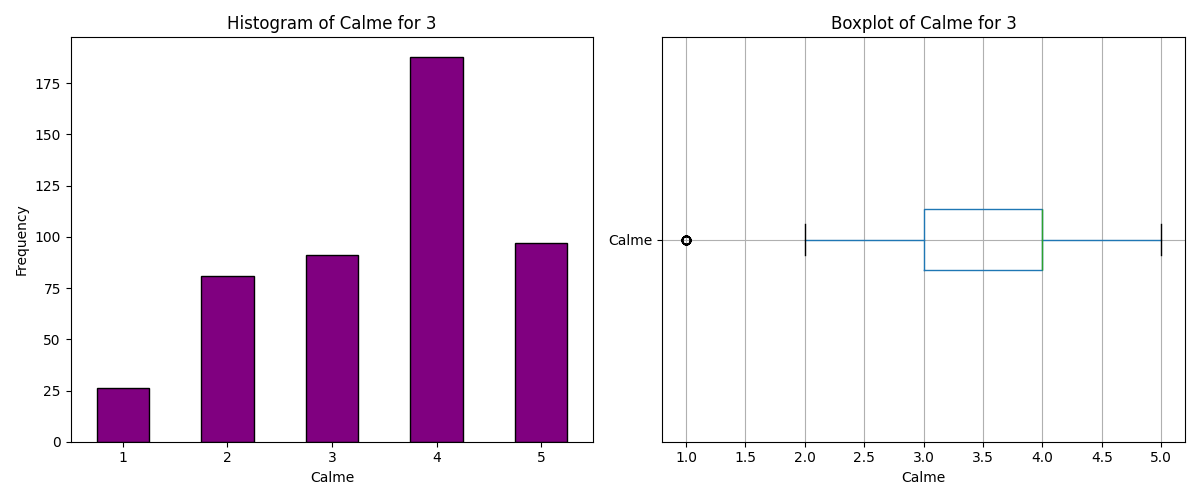 Histogram of Calme for 3
Frequency
175
150
125
100
75
50
25
0
1 2 3 4 5
Calme
Boxplot of Calme for 3
Calme
1.0 1.5 2.0 2.5 3.0 3.5 4.0 4.5 5.0
Calme